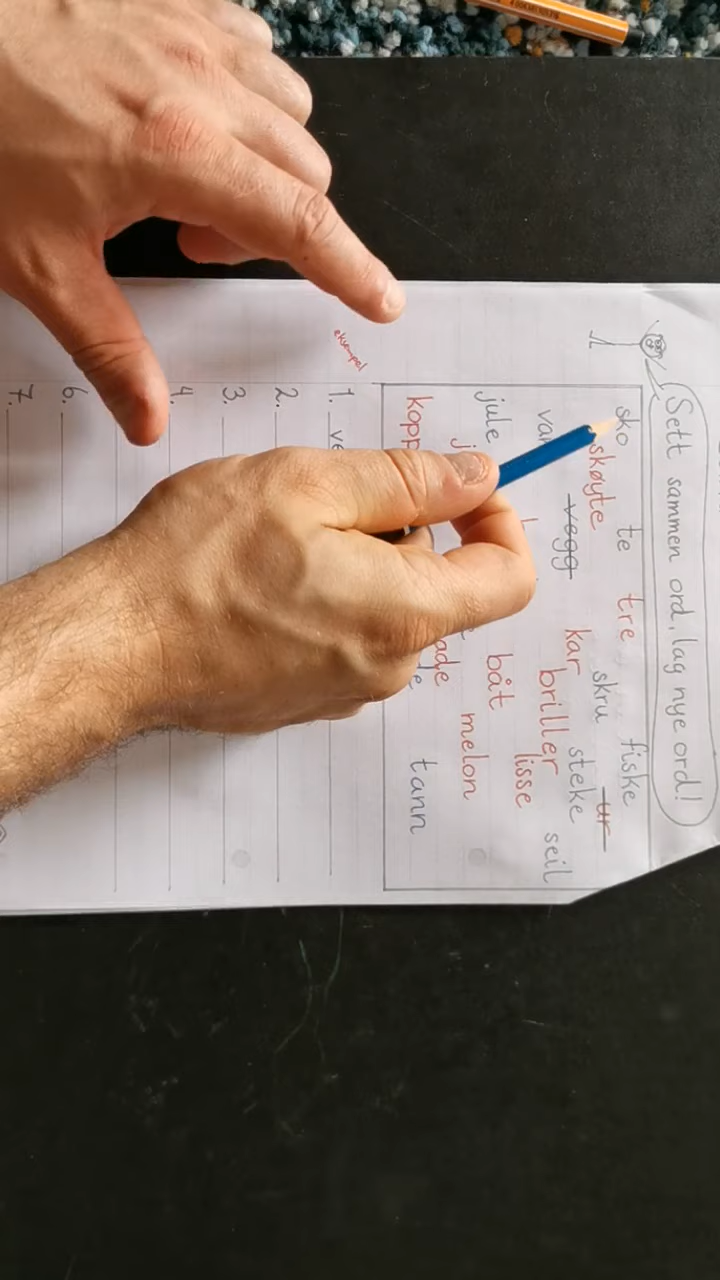 Sett sammen ord, lag nye ord!
sko te tre fiske
skøyte skru ur
vegg kar steke
briller seil
lisse
jule båt
melon
kopp tann
eksempel
1.
2.
3.
4.
6.
7.